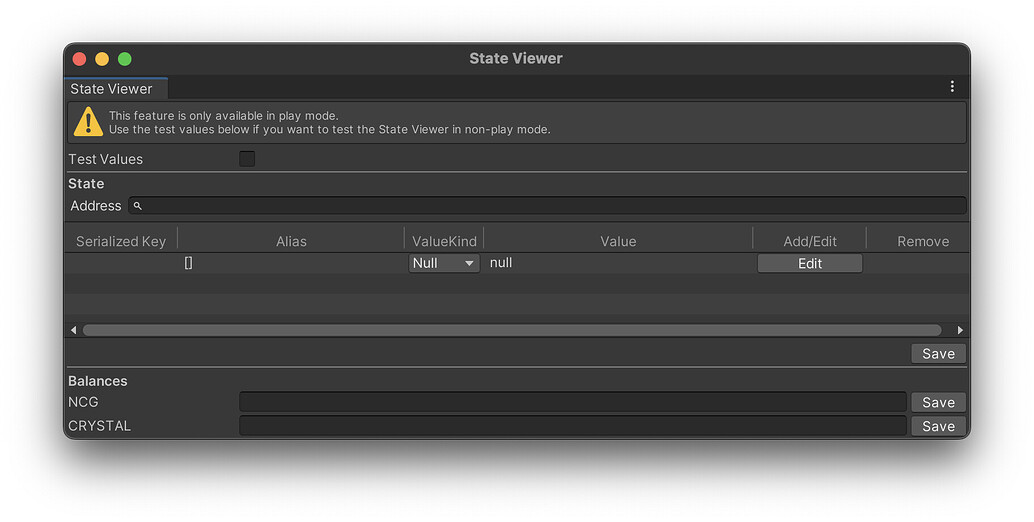 State Viewer
State Viewer
This feature is only available in play mode.
Use the test values below if you want to test the State Viewer in non-play mode.
Test Values
State
Address
Serialized Key Alias ValueKind Value Add/Edit Remove
[] Null null Edit
Save
Balances
NCG Save
CRYSTAL Save